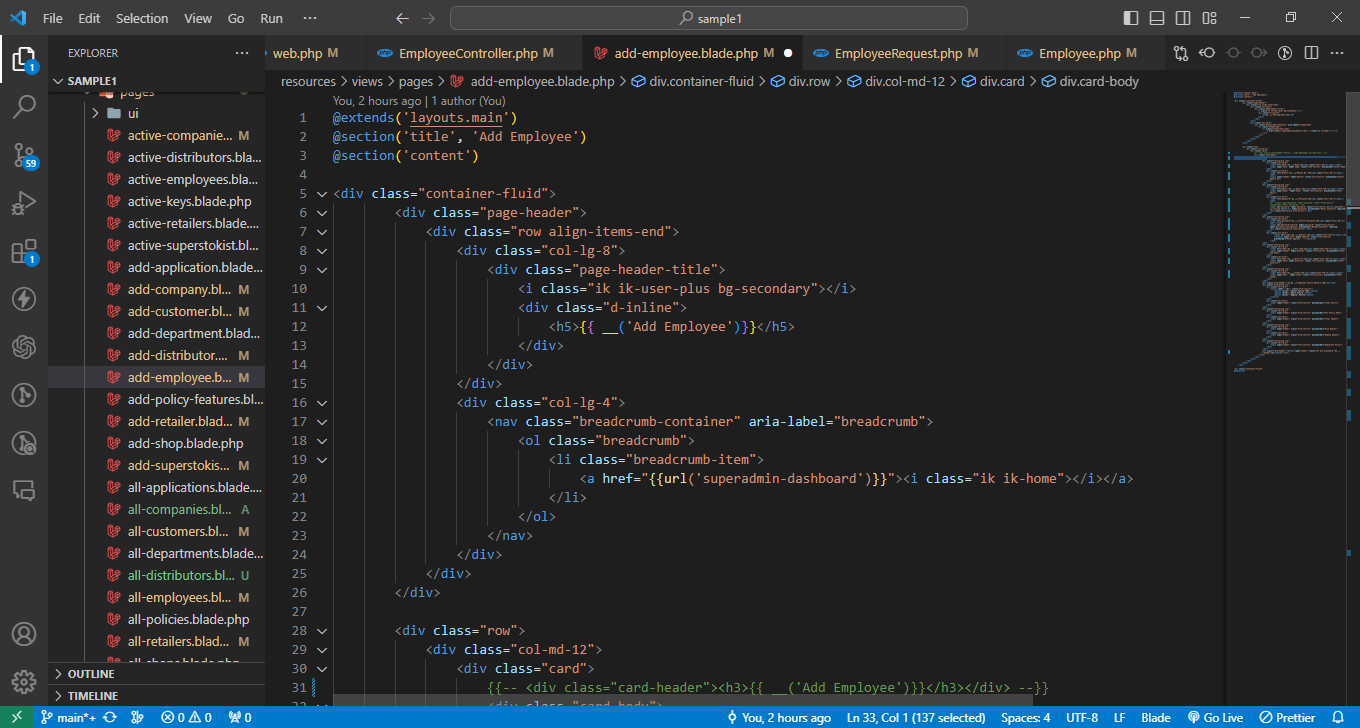 File Edit Selection View Go Run ··· sample1
EXPLORER ···
web.php M EmployeeController.php M add-employee.blade.php M EmployeeRequest.php M Employee.php M ···
SAMPLE1
resources > views > pages > add-employee.blade.php > div.container-fluid > div.row > div.col-md-12 > div.card > div.card-body
pages
ui
active-companie...
active-distributors.bla...
active-employees.bla...
active-keys.blade.php
active-retailers.blade....
active-superstokist.bl...
add-application.blade...
add-company.bl... M
add-customer.bl... M
add-department.blad...
add-distributor.... M
add-employee.b... M
add-policy-features.bl...
add-retailer.blad... M
add-shop.blade.php
add-superstokis... M
all-applications.blade....
all-companies.bl... A
all-customers.bl... M
all-departments.blade...
all-distributors.bl... U
all-employees.bl... M
all-policies.blade.php
all-retailers.blad... M
OUTLINE
TIMELINE
1
59
1
You, 2 hours ago | 1 author (You)
1 @extends('layouts.main')
2 @section('title', 'Add Employee')
3 @section('content')
4
5 <div class="container-fluid">
6 <div class="page-header">
7 <div class="row align-items-end">
8 <div class="col-lg-8">
9 <div class="page-header-title">
10 <i class="ik ik-user-plus bg-secondary"></i>
11 <div class="d-inline">
12 <h5>{{ __('Add Employee')}}</h5>
13 </div>
14 </div>
15 </div>
16 <div class="col-lg-4">
17 <nav class="breadcrumb-container" aria-label="breadcrumb">
18 <ol class="breadcrumb">
19 <li class="breadcrumb-item">
20 <a href="{{url('superadmin-dashboard')}}"><i class="ik ik-home"></i></a>
21 </li>
22 </ol>
23 </nav>
24 </div>
25 </div>
26 </div>
27
28 <div class="row">
29 <div class="col-md-12">
30 <div class="card">
31 {{-- <div class="card-header"><h3>{{ __('Add Employee')}}</h3></div> --}}
32 <div class="card-body">
main*+ 0 0 0 You, 2 hours ago Ln 33, Col 1 (137 selected) Spaces: 4 UTF-8 LF Blade Go Live Prettier